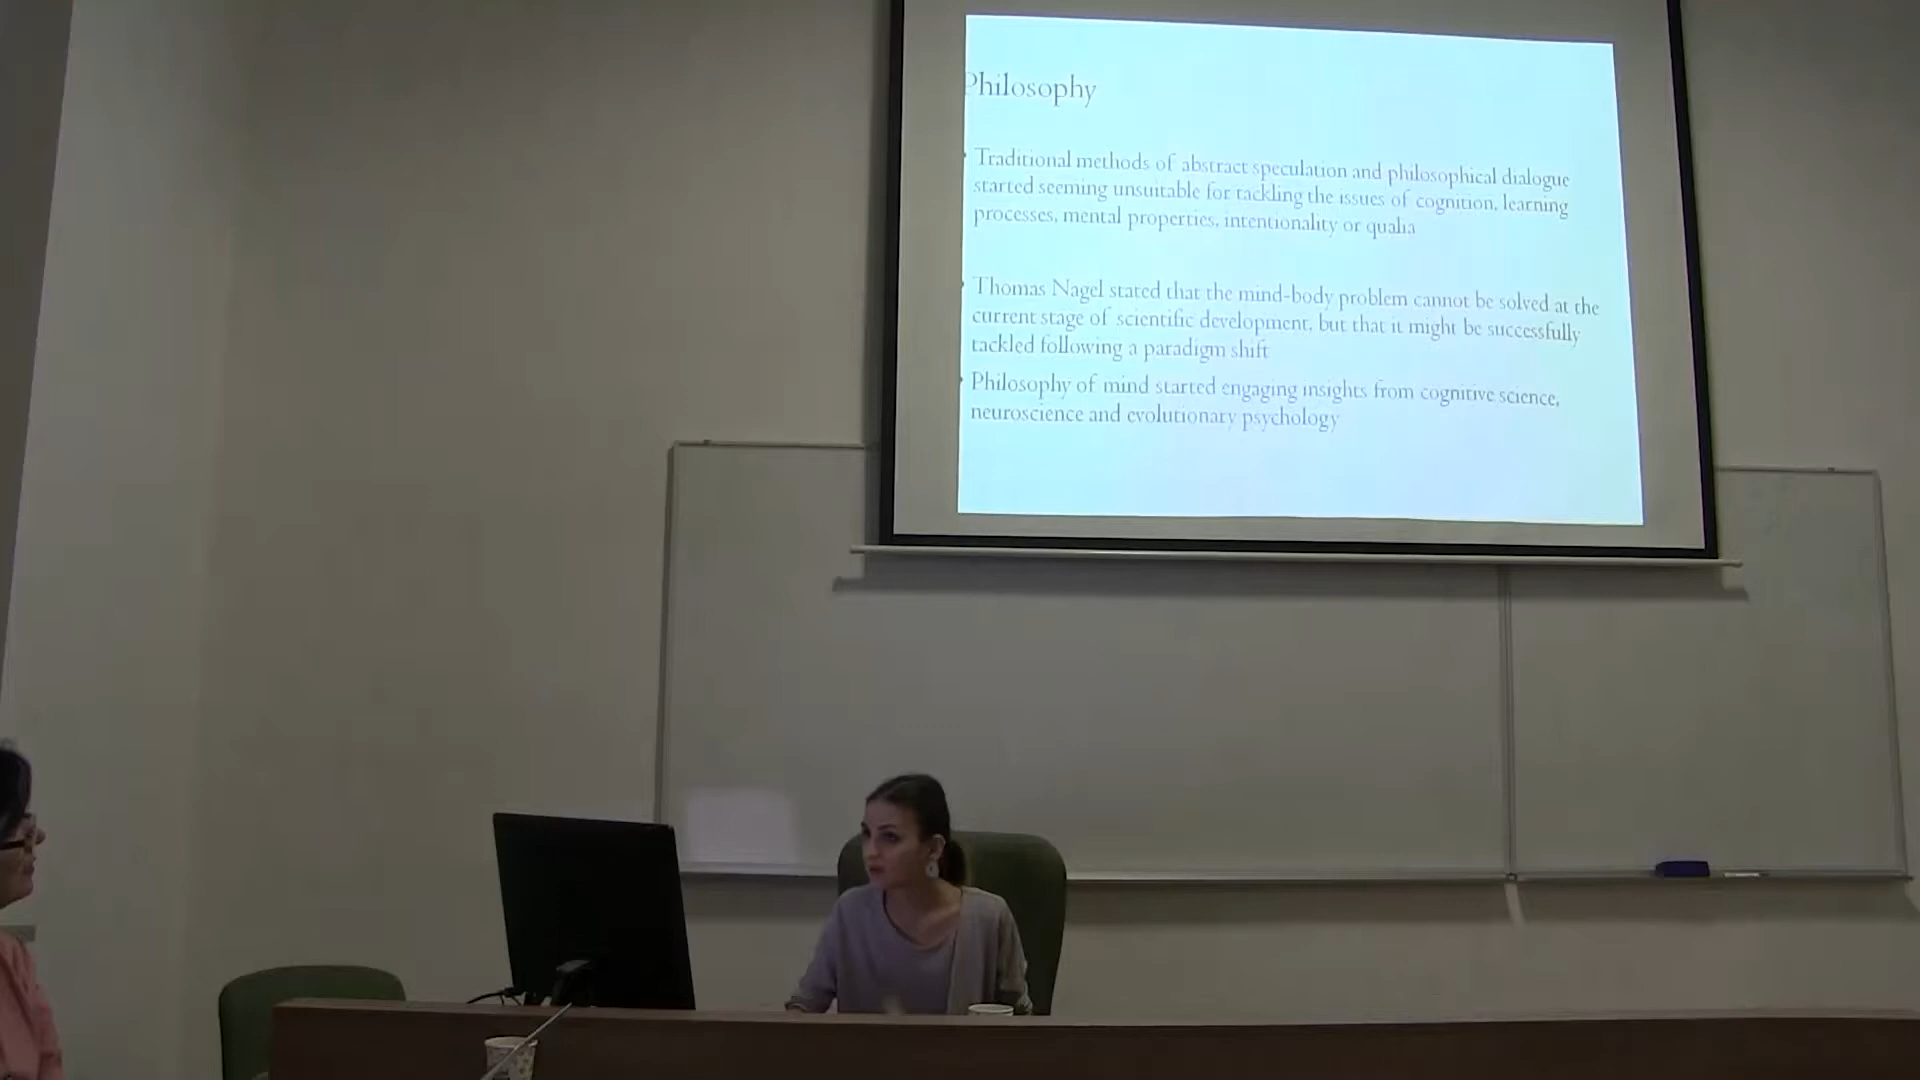 Philosophy
• Traditional methods of abstract speculation and philosophical dialogue
started seeming unsuitable for tackling the issues of cognition, learning
processes, mental properties, intentionality or qualia
• Thomas Nagel stated that the mind-body problem cannot be solved at the
current stage of scientific development, but that it might be successfully
tackled following a paradigm shift
• Philosophy of mind started engaging insights from cognitive science,
neuroscience and evolutionary psychology